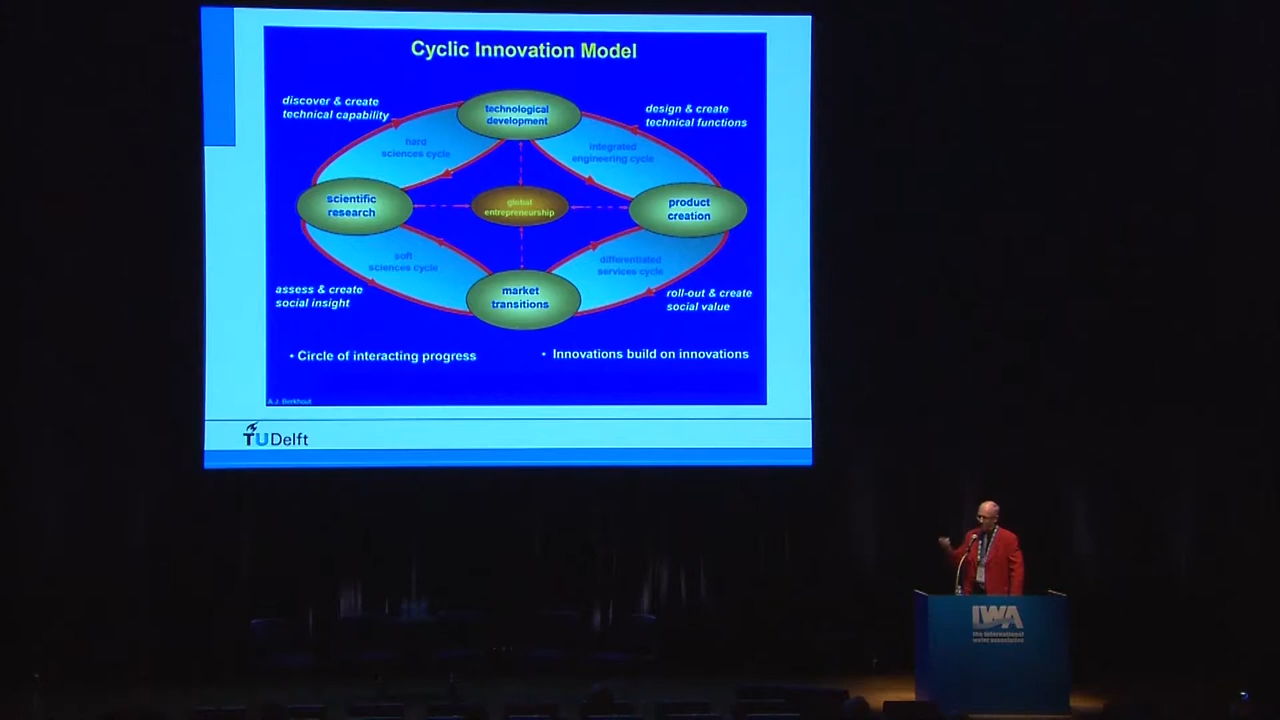 Cyclic Innovation Model
discover & create
technical capability
technological
development
design & create
technical functions
hard
sciences cycle
integrated
engineering cycle
scientific
research
global
entrepreneurship
product
creation
soft
sciences cycle
differentiated
services cycle
assess & create
social insight
market
transitions
roll-out & create
social value
• Circle of interacting progress
• Innovations build on innovations
A.J. Berkhout
TUDelft
IWA
the international
water association